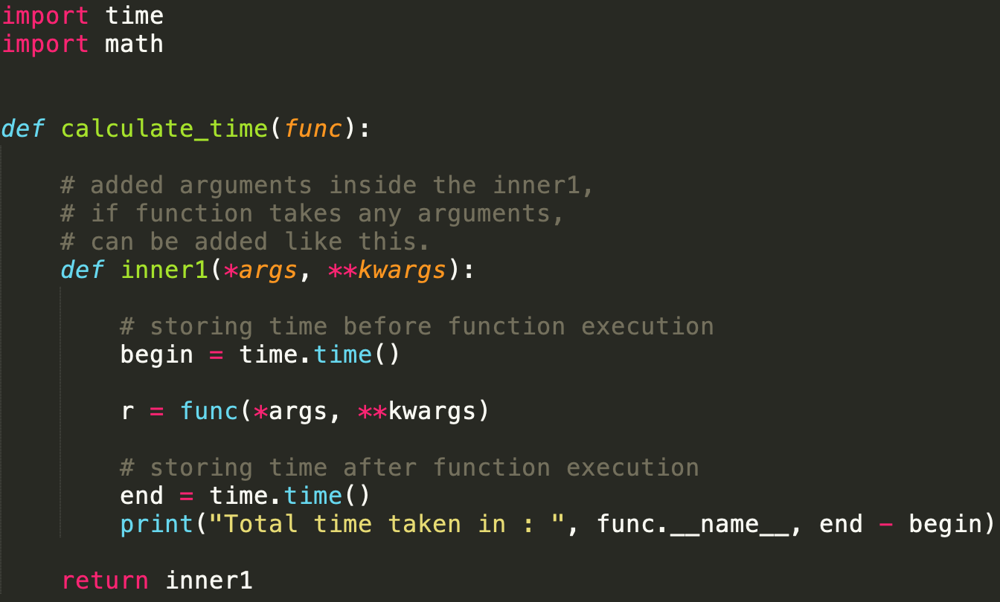 import time
import math
def calculate_time(func):
    # added arguments inside the inner1,
    # if function takes any arguments,
    # can be added like this.
    def inner1(*args, **kwargs):
        # storing time before function execution
        begin = time.time()
        r = func(*args, **kwargs)
        # storing time after function execution
        end = time.time()
        print("Total time taken in : ", func.__name__, end - begin)
    return inner1